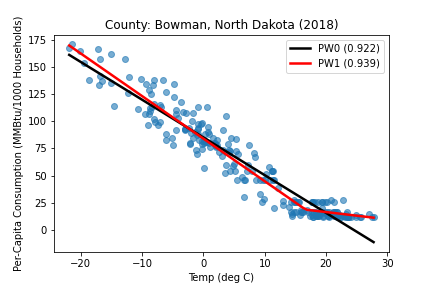 County: Bowman, North Dakota (2018)
Per-Capita Consumption (MMBtu/1000 Households)
175
150
125
100
75
50
25
0
PW0 (0.922)
PW1 (0.939)
−20
−10
0
10
20
30
Temp (deg C)